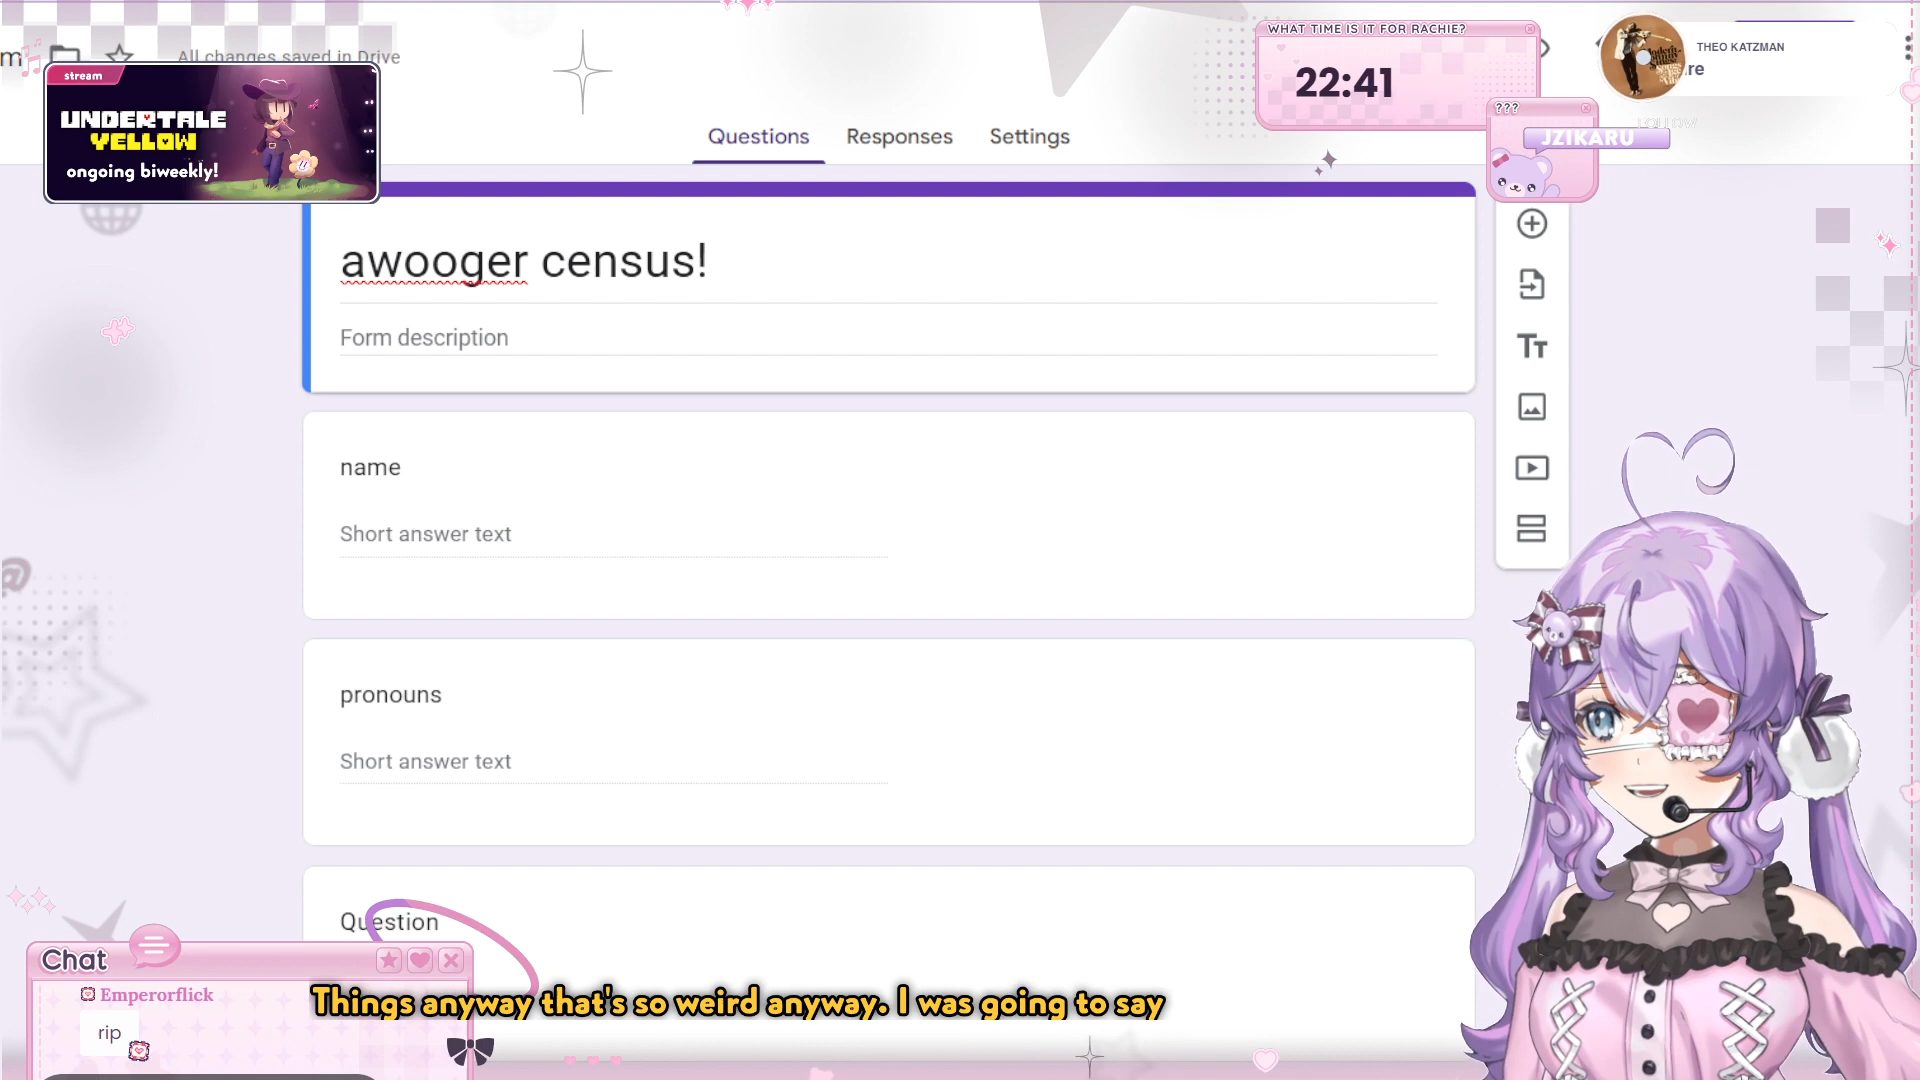 WHAT TIME IS IT FOR RACHIE?
22:41
THEO KATZMAN
re
m
All changes saved in Drive
stream
UNDERTALE
YELLOW
ongoing biweekly!
Questions
Responses
Settings
???
FOLLOW
JZIKARU
awooger census!
Form description
name
Short answer text
pronouns
Short answer text
Question
Chat
Emperorflick
rip
Things anyway that's so weird anyway. I was going to say